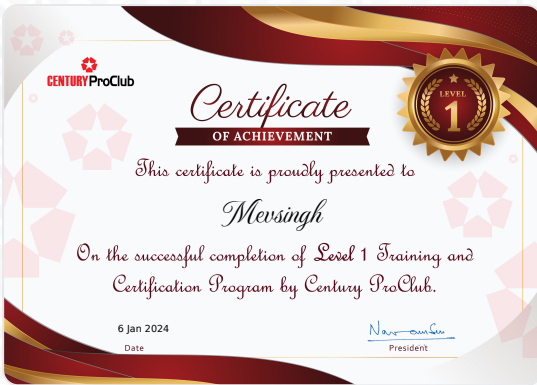 CENTURY ProClub
Certificate
OF ACHIEVEMENT
LEVEL
1
This certificate is proudly presented to
Mevsingh
On the successful completion of Level 1 Training and
Certification Program by Century ProClub.
6 Jan 2024
Date
President